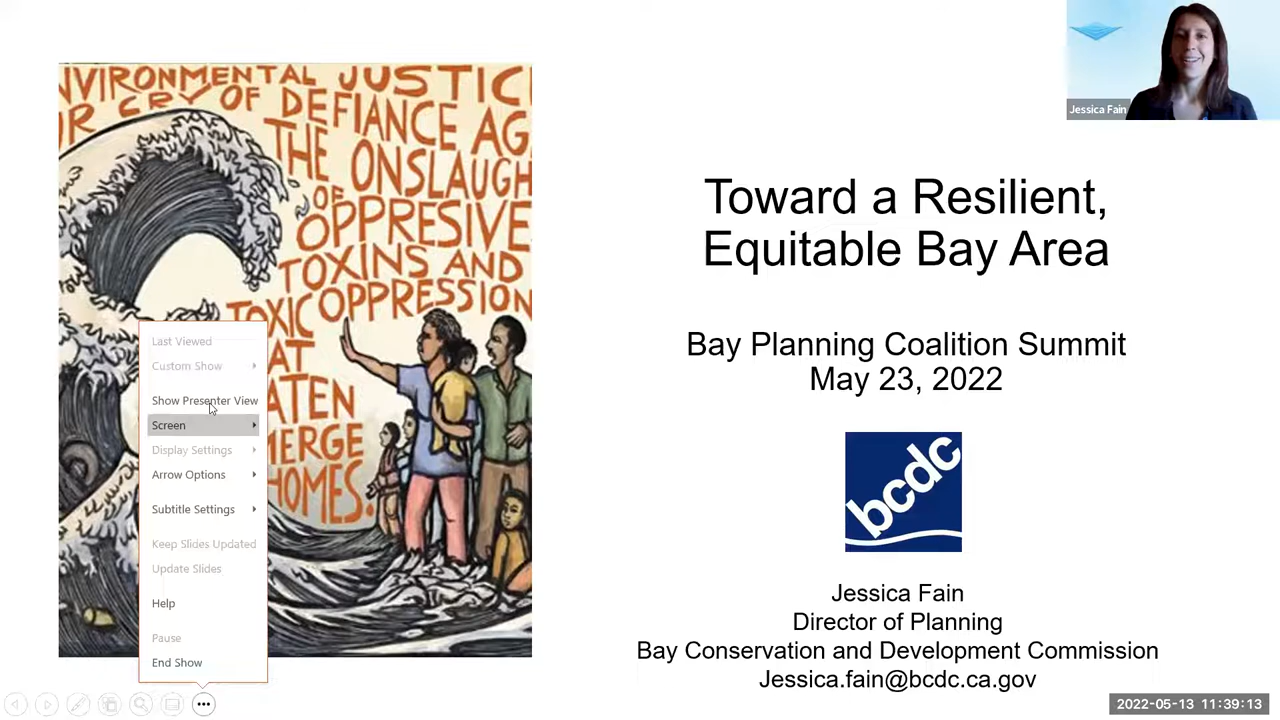 NVIRONMENTAL JUSTIC
OR CRY OF DEFIANCE AG
THE ONSLAUGH
OF
OPPRESIVE
TOXINS AND
OPPRESSION
TOXIC
AT
ATEN
MERGE
HOMES.
Last Viewed
Custom Show
Show Presenter View
Screen
Display Settings
Arrow Options
Subtitle Settings
Keep Slides Updated
Update Slides
Help
Pause
End Show
Jessica Fain
Toward a Resilient,
Equitable Bay Area
Bay Planning Coalition Summit
May 23, 2022
bcdc
Jessica Fain
Director of Planning
Bay Conservation and Development Commission
Jessica.fain@bcdc.ca.gov
2022-05-13 11:39:13